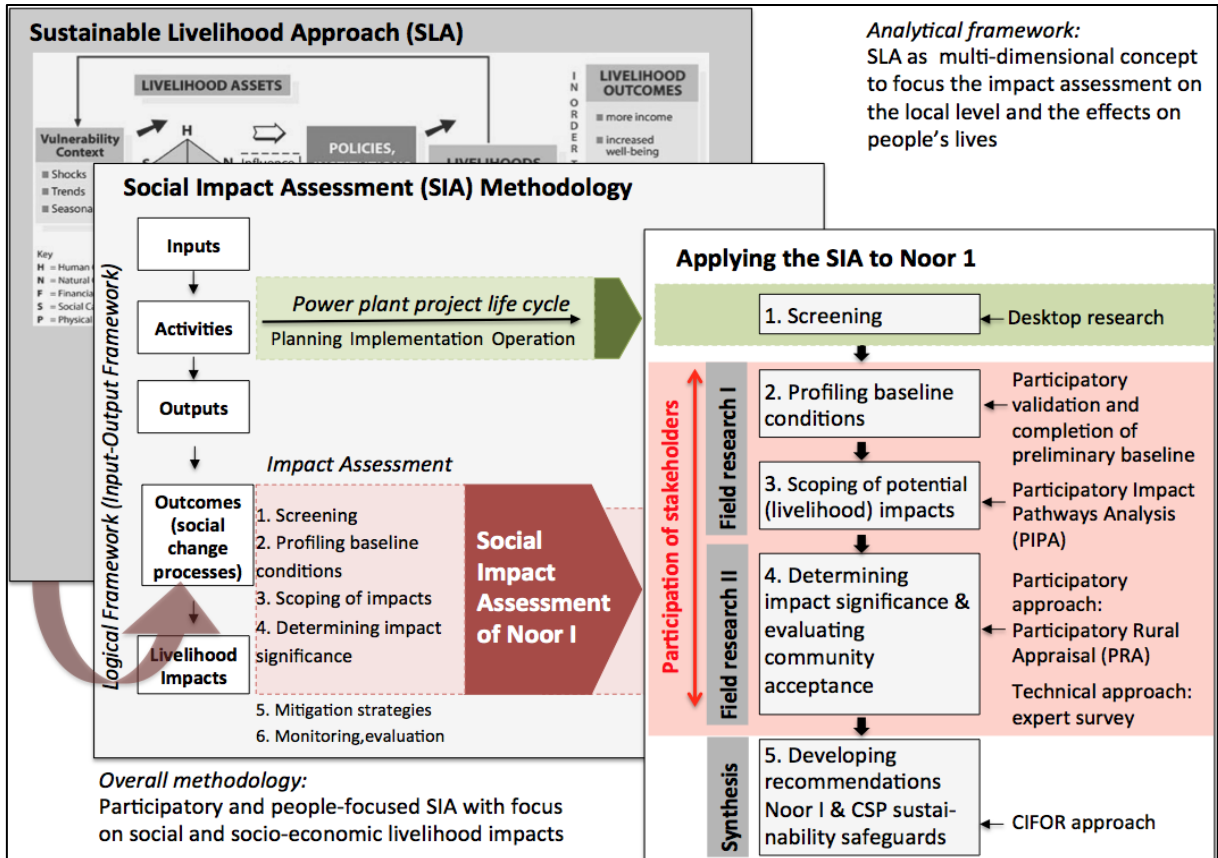 Sustainable Livelihood Approach (SLA)
LIVELIHOOD ASSETS
H
S
N
Vulnerability
Context
Shocks
Trends
Seasona
Influence
POLICIES,
LIVELIHOODS
IN ORDER T
LIVELIHOOD
OUTCOMES
more income
increased
well-being
Key
H = Human
N = Natural
F = Financia
S = Social Ca
P = Physical
Analytical framework:
SLA as multi-dimensional concept
to focus the impact assessment on
the local level and the effects on
people's lives
Social Impact Assessment (SIA) Methodology
Logical Framework (Input-Output Framework)
Inputs
Activities
Outputs
Outcomes
(social
change
processes)
Livelihood
Impacts
Power plant project life cycle
Planning Implementation Operation
Impact Assessment
1. Screening
2. Profiling baseline
conditions
3. Scoping of impacts
4. Determining impact
significance
5. Mitigation strategies
6. Monitoring,evaluation
Social
Impact
Assessment
of Noor I
Overall methodology:
Participatory and people-focused SIA with focus
on social and socio-economic livelihood impacts
Applying the SIA to Noor 1
1. Screening
Desktop research
Participation of stakeholders
Field research I
2. Profiling baseline
conditions
Participatory
validation and
completion of
preliminary baseline
3. Scoping of potential
(livelihood) impacts
Participatory Impact
Pathways Analysis
(PIPA)
Field research II
4. Determining
impact significance &
evaluating
community
acceptance
Participatory
approach:
Participatory Rural
Appraisal (PRA)
Technical approach:
expert survey
Synthesis
5. Developing
recommendations
Noor I & CSP sustai-
nability safeguards
CIFOR approach